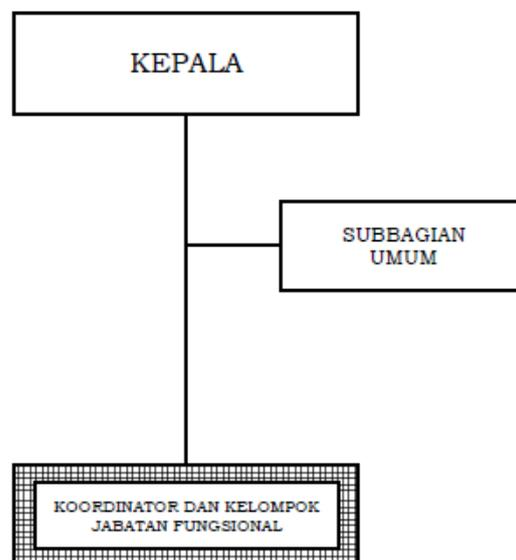 KEPALA
SUBBAGIAN
UMUM
KOORDINATOR DAN KELOMPOK
JABATAN FUNGSIONAL